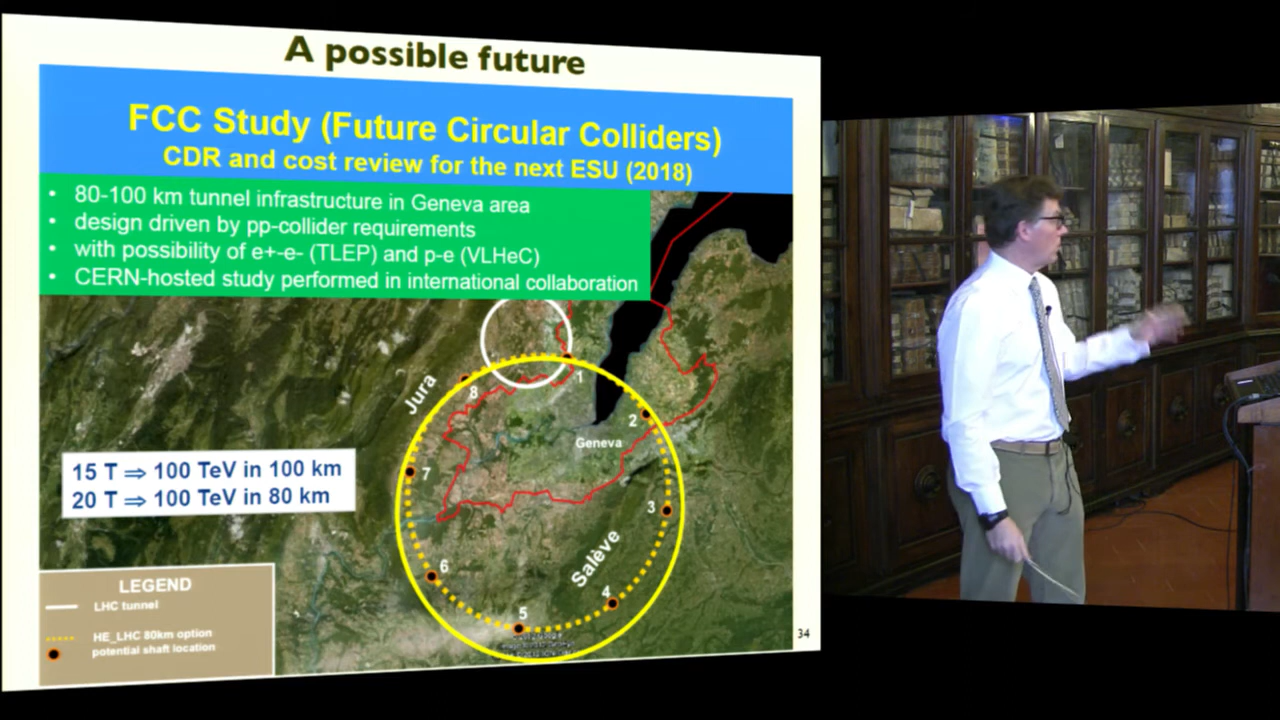 A possible future
FCC Study (Future Circular Colliders)
CDR and cost review for the next ESU (2018)
• 80-100 km tunnel infrastructure in Geneva area
• design driven by pp-collider requirements
• with possibility of e+-e- (TLEP) and p-e (VLHeC)
• CERN-hosted study performed in international collaboration
Jura
8
1
2
Geneva
7
15 T ⇒ 100 TeV in 100 km
20 T ⇒ 100 TeV in 80 km
3
Salève
6
4
5
LEGEND
LHC tunnel
HE_LHC 80km option
potential shaft location
34